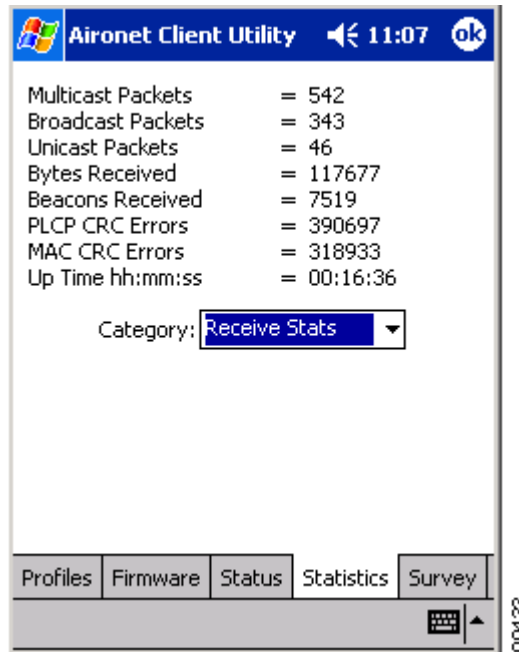 Aironet Client Utility 11:07 ok
Multicast Packets = 542
Broadcast Packets = 343
Unicast Packets = 46
Bytes Received = 117677
Beacons Received = 7519
PLCP CRC Errors = 390697
MAC CRC Errors = 318933
Up Time hh:mm:ss = 00:16:36
Category: Receive Stats
Profiles Firmware Status Statistics Survey